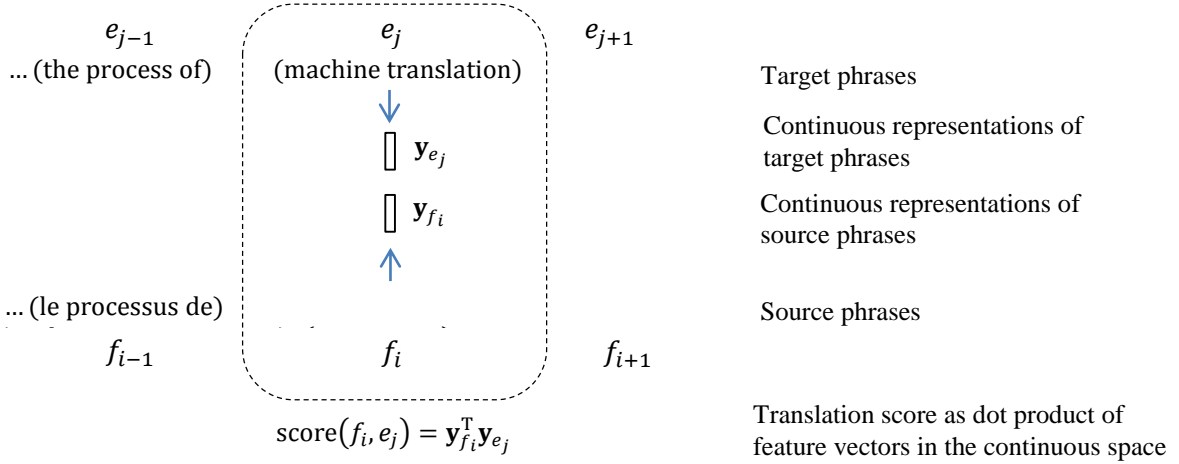 e_{j−1} e_j e_{j+1}
... (the process of) (machine translation) Target phrases
Continuous representations of
target phrases
y_{e_j}
y_{f_i}
Continuous representations of
source phrases
... (le processus de) Source phrases
f_{i−1} f_i f_{i+1}
score(f_i, e_j) = y_{f_i}^T y_{e_j}
Translation score as dot product of
feature vectors in the continuous space